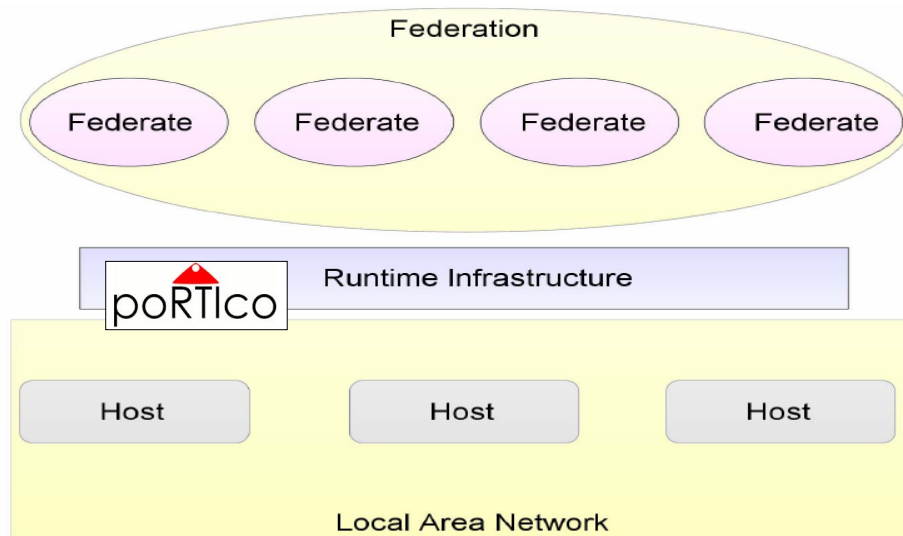 Federation
Federate Federate Federate Federate
Runtime Infrastructure
poRTIco
Host Host Host
Local Area Network